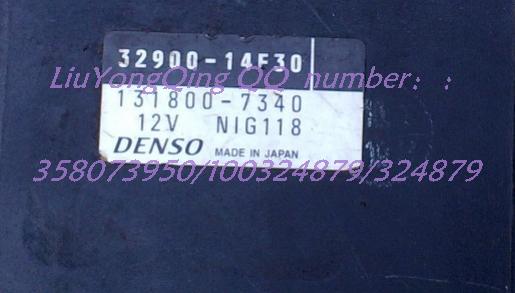 32900-14F30
LiuYongQing QQ number：：
131800-7340
12V NIG118
DENSO MADE IN JAPAN
358073950/100324879/324879